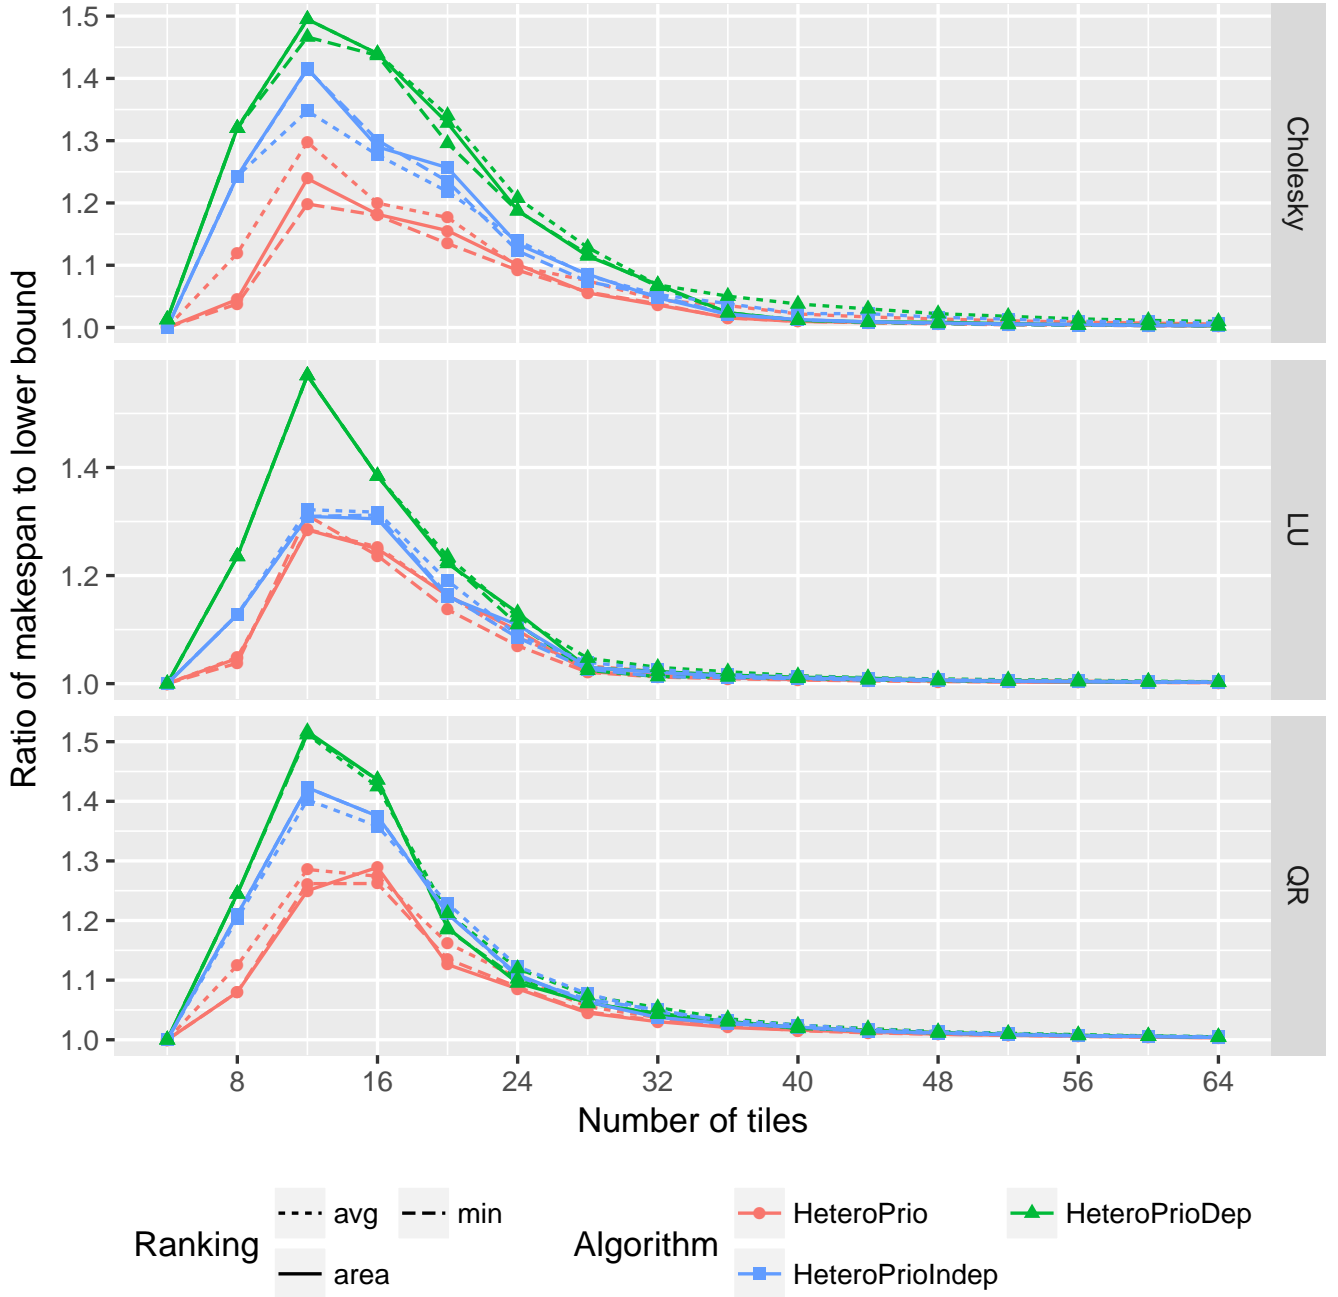 Ratio of makespan to lower bound
1.5
1.4
1.3
1.2
1.1
1.0
Cholesky
1.4
1.2
1.0
LU
1.5
1.4
1.3
1.2
1.1
1.0
QR
8 16 24 32 40 48 56 64
Number of tiles
Ranking
avg min
area
Algorithm
HeteroPrio HeteroPrioDep
HeteroPrioIndep